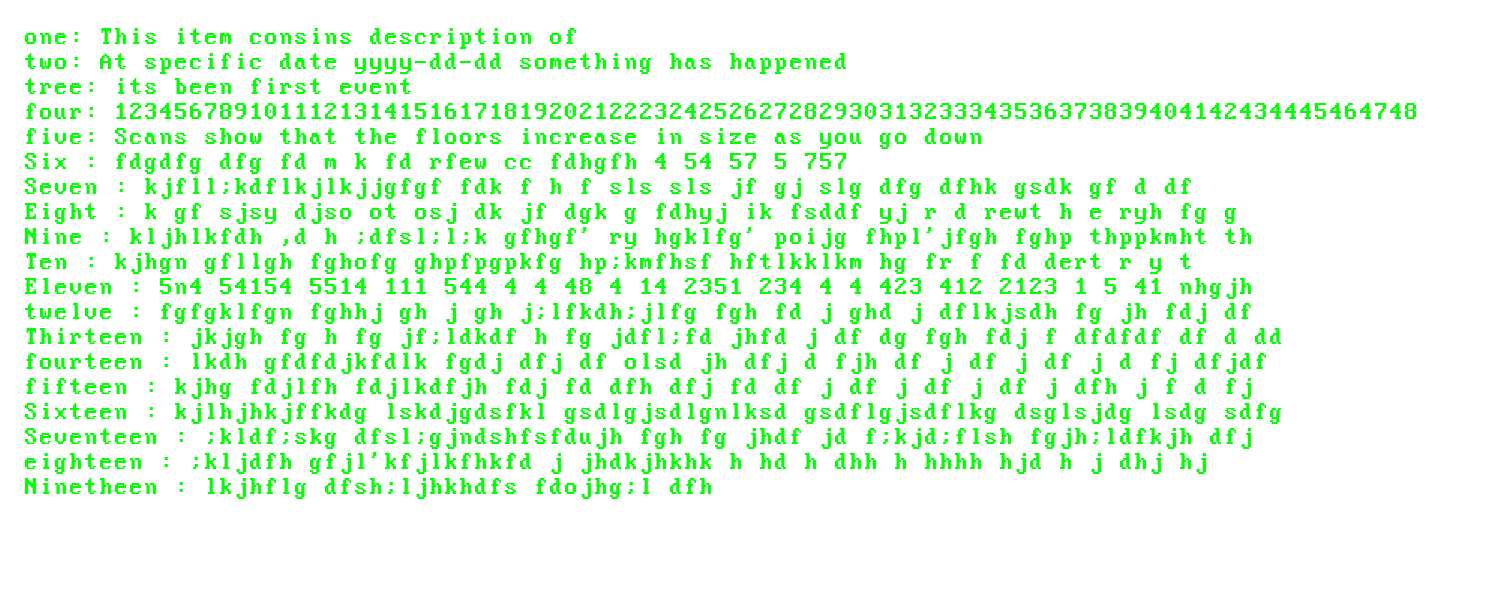 one: This item consins description of
two: At specific date yyyy-dd-dd something has happened
tree: its been first event
four: 123456789101112131415161718192021222324252627282930313233343536373839404142434445464748
five: Scans show that the floors increase in size as you go down
Six : fdgdfg dfg fd m k fd rfew cc fdhgfh 4 54 57 5 757
Seven : kjfll;kdflkjlkjjgfgf fdk f h f sls sls jf gj slg dfg dfhk gsdk gf d df
Eight : k gf sjsy djso ot osj dk jf dgk g fdhyj ik fsddf yj r d rewt h e ryh fg g
Nine : kljhlkfdh ,d h ;dfsl;l;k gfhgf' ry hgklfg' poijg fhpl'jfgh fghp thppkmht th
Ten : kjhgn gfllgh fghofg ghpfpgpkfg hp;kmfhsf hftlkklkm hg fr f fd dert r y t
Eleven : 5n4 54154 5514 111 544 4 4 48 4 14 2351 234 4 4 423 412 2123 1 5 41 nhgjh
twelve : fgfgklfgn fghhj gh j gh j;lfkdh;jlfg fgh fd j ghd j dflkjsdh fg jh fdj df
Thirteen : jkjgh fg h fg jf;ldkdf h fg jdfl;fd jhfd j df dg fgh fdj f dfdfdf df d dd
fourteen : lkdh gfdfdjkfdlk fgdj dfj df olsd jh dfj d fjh df j df j df j d fj dfjdf
fifteen : kjhg fdjlfh fdjlkdfjh fdj fd dfh dfj fd df j df j df j df j dfh j f d fj
Sixteen : kjlhjhkjffkdg lskdjgdsfkl gsdlgjsdlgnlksd gsdflgjsdflkg dsglsjdg lsdg sdfg
Seventeen : ;kldf;skg dfsl;gjndshfsfdujh fgh fg jhdf jd f;kjd;flsh fgjh;ldfkjh dfj
eighteen : ;kljdfh gfjl'kfjlkfhkfd j jhdkjhkhk h hd h dhh h hhhh hjd h j dhj hj
Ninetheen : lkjhflg dfsh;ljhkhdfs fdojhg;l dfh